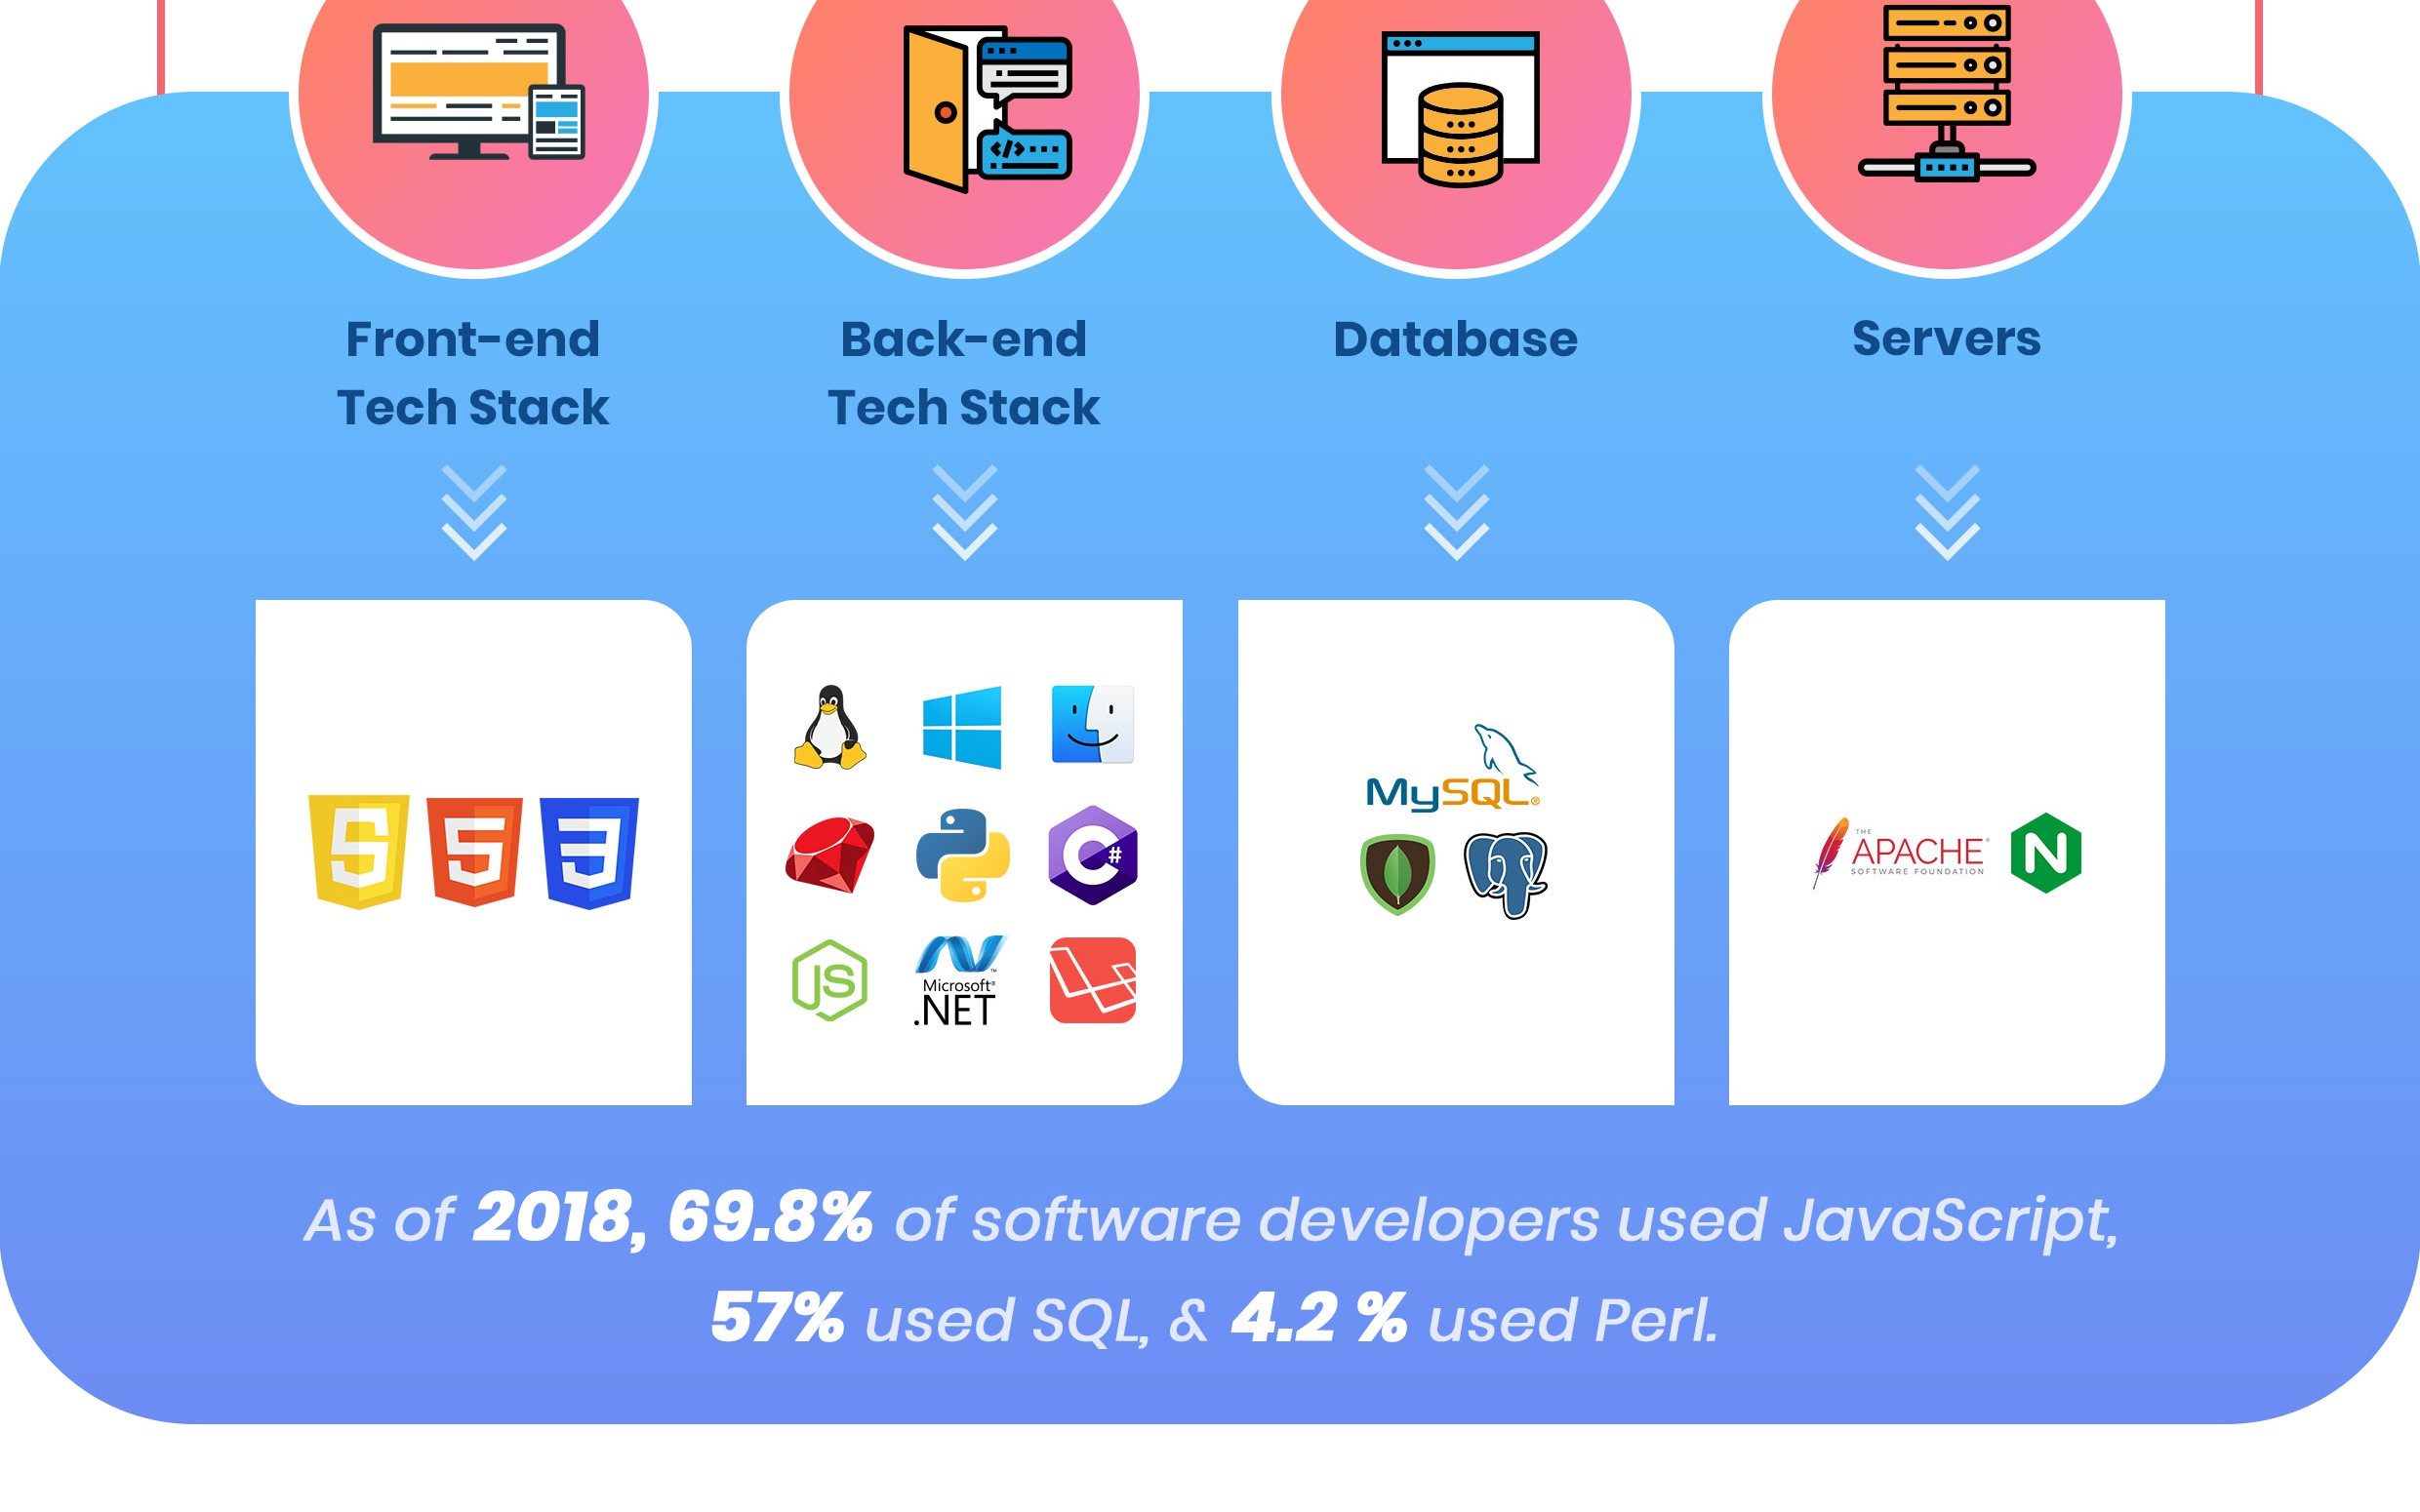 Front-end
Tech Stack
Back-end
Tech Stack
Database
Servers
MySQL®
#
THE
APACHE®
SOFTWARE FOUNDATION
N
JS
Microsoft®
.NET
As of 2018, 69.8% of software developers used JavaScript,
57% used SQL, & 4.2 % used Perl.